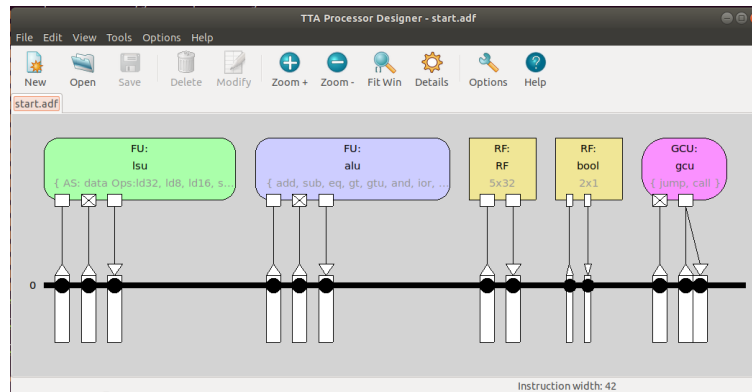 TTA Processor Designer - start.adf
File Edit View Tools Options Help
New Open Save Delete Modify Zoom + Zoom - Fit Win Details Options Help
start.adf
FU: FU: RF: RF: GCU:
lsu alu RF bool gcu
{ AS: data Ops:ld32, ld8, ld16, s... { add, sub, eq, gt, gtu, and, ior, ... 5x32 2x1 { jump, call }
0
Instruction width: 42